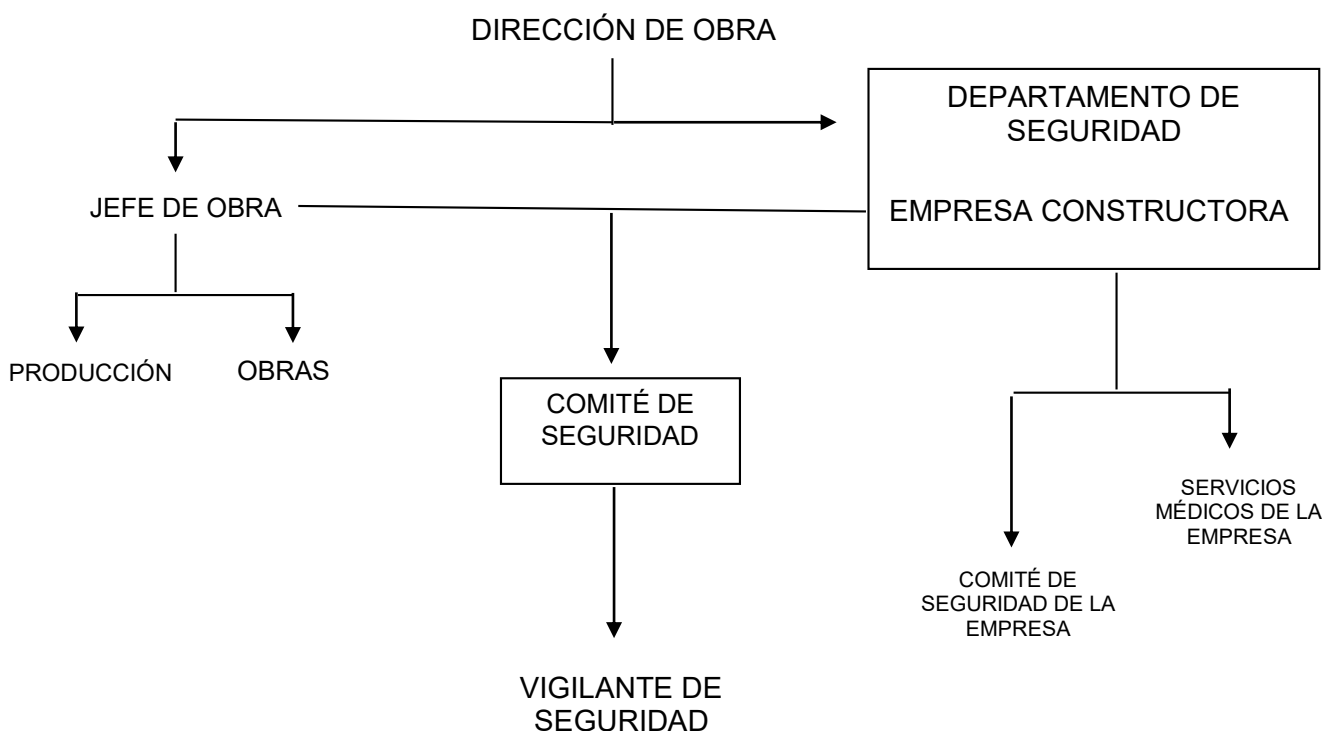 DIRECCIÓN DE OBRA
DEPARTAMENTO DE
SEGURIDAD
EMPRESA CONSTRUCTORA
JEFE DE OBRA
PRODUCCIÓN
OBRAS
COMITÉ DE
SEGURIDAD
SERVICIOS
MÉDICOS DE LA
EMPRESA
COMITÉ DE
SEGURIDAD DE LA
EMPRESA
VIGILANTE DE
SEGURIDAD